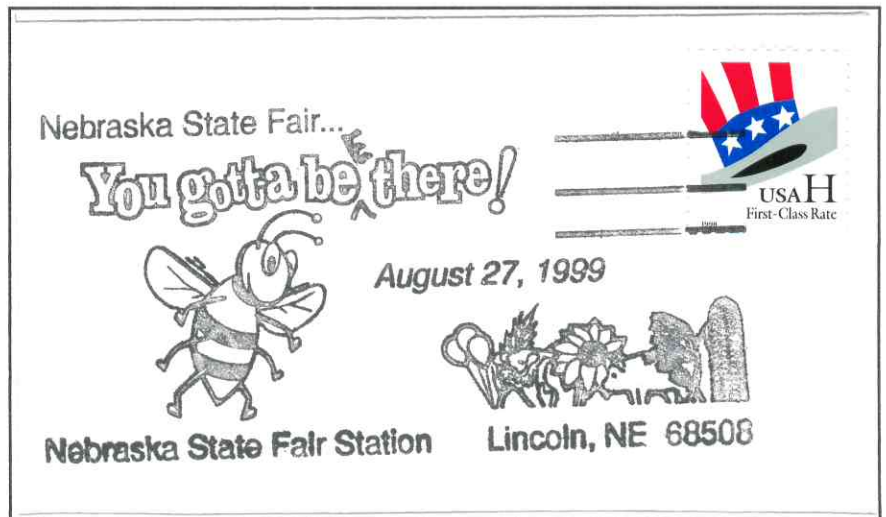 Nebraska State Fair...
E
You gotta be there!
August 27, 1999
Nebraska State Fair Station
Lincoln, NE 68508
USA H
First-Class Rate
1998